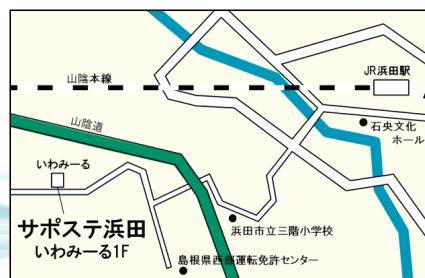 JR浜田駅
山陰本線
石央文化
ホール
山陰道
いわみーる
サポステ浜田
いわみーる1F
浜田市立三階小学校
島根県西部運転免許センター